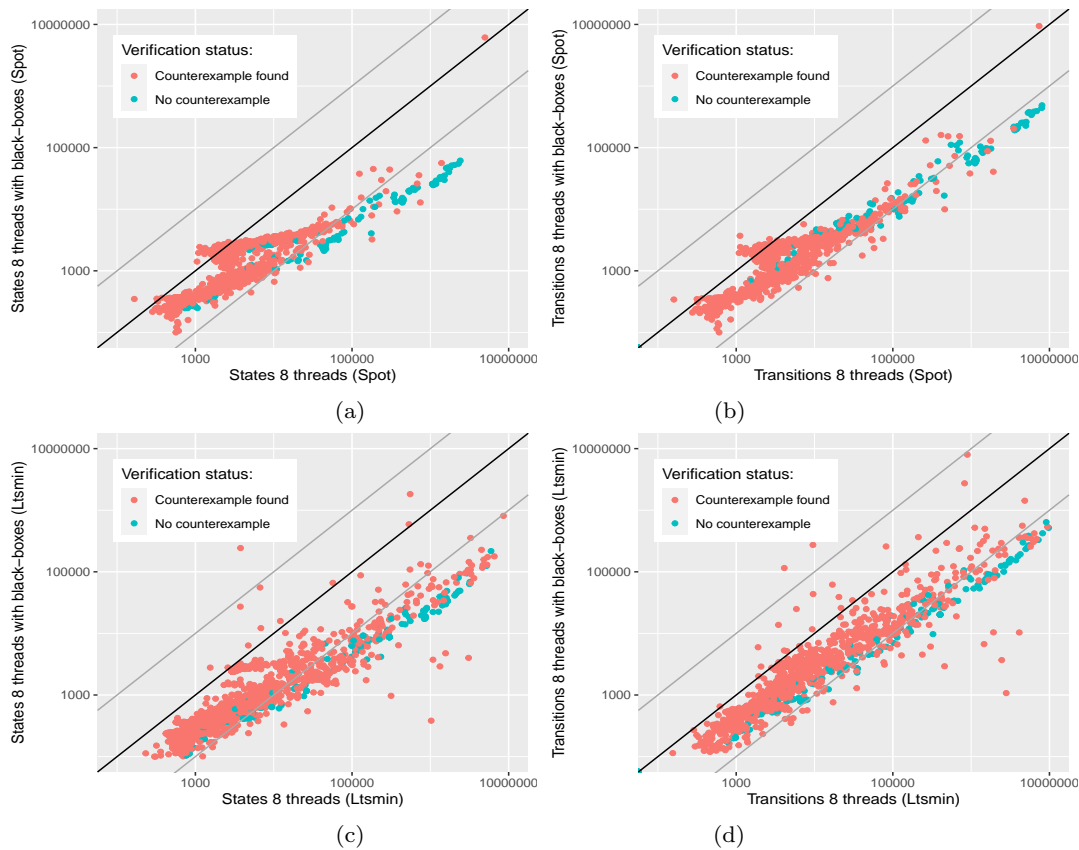 10000000
100000
1000
States 8 threads with black−boxes (Spot)
Verification status:
Counterexample found
No counterexample
1000
100000
10000000
States 8 threads (Spot)
(a)
10000000
100000
1000
Transitions 8 threads with black−boxes (Spot)
Verification status:
Counterexample found
No counterexample
1000
100000
10000000
Transitions 8 threads (Spot)
(b)
10000000
100000
1000
States 8 threads with black−boxes (Ltsmin)
Verification status:
Counterexample found
No counterexample
1000
100000
10000000
States 8 threads (Ltsmin)
(c)
10000000
100000
1000
Transitions 8 threads with black−boxes (Ltsmin)
Verification status:
Counterexample found
No counterexample
1000
100000
10000000
Transitions 8 threads (Ltsmin)
(d)